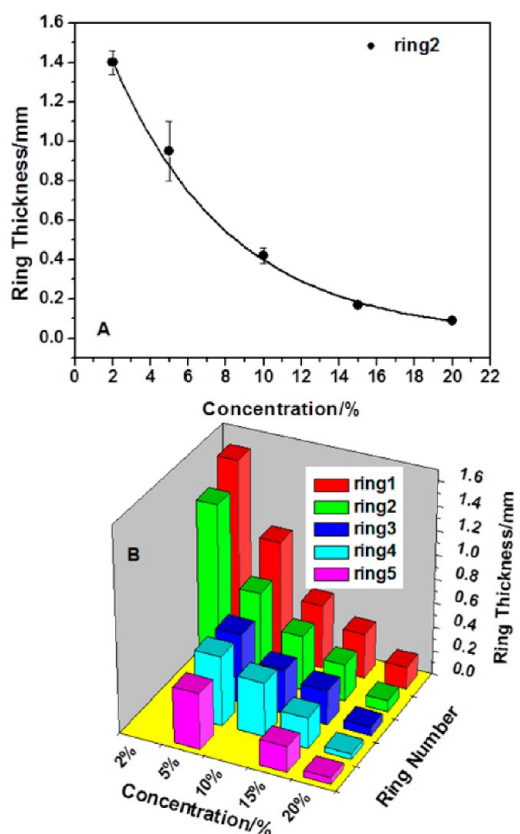 1.6
1.4
1.2
1.0
0.8
0.6
0.4
0.2
0.0
Ring Thickness/mm
ring2
A
0 2 4 6 8 10 12 14 16 18 20 22
Concentration/%
B
ring1
ring2
ring3
ring4
ring5
1.6
1.4
1.2
1.0
0.8
0.6
0.4
0.2
0.0
Ring Thickness/mm
2%
5%
10%
15%
20%
Concentration/%
Ring Number